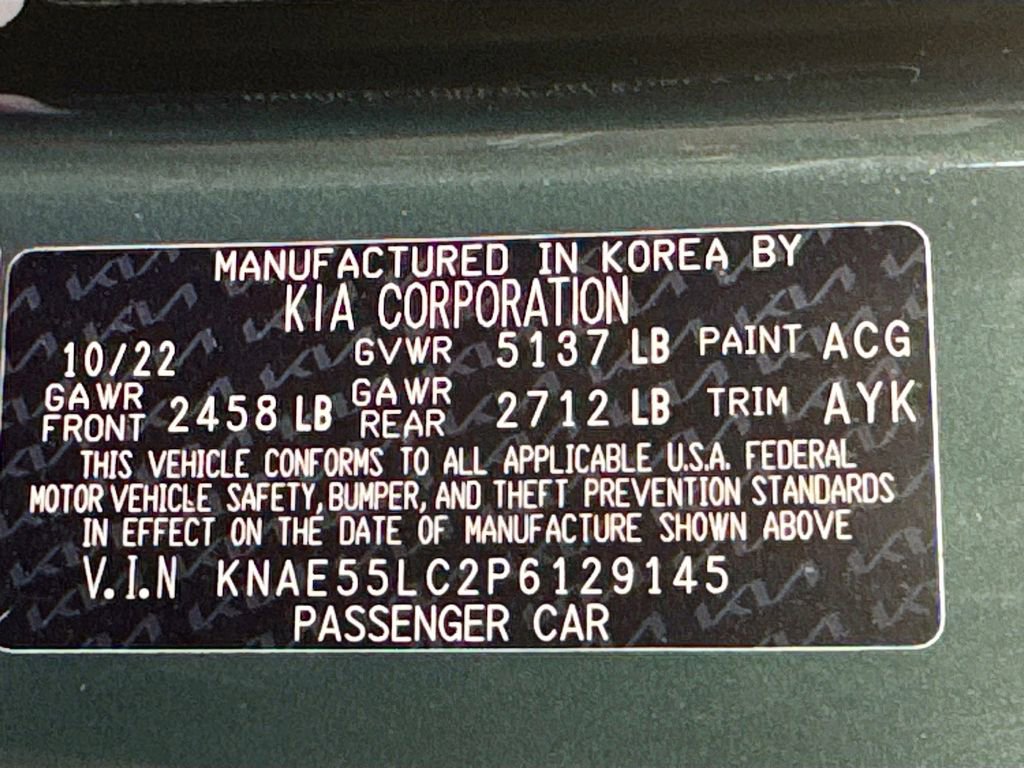 MANUFACTURED IN KOREA BY
KIA CORPORATION
10/22 GVWR 5137 LB PAINT ACG
GAWR FRONT 2458 LB GAWR REAR 2712 LB TRIM AYK
THIS VEHICLE CONFORMS TO ALL APPLICABLE U.S.A. FEDERAL
MOTOR VEHICLE SAFETY, BUMPER, AND THEFT PREVENTION STANDARDS
IN EFFECT ON THE DATE OF MANUFACTURE SHOWN ABOVE
V.I.N KNAE55LC2P6129145
PASSENGER CAR